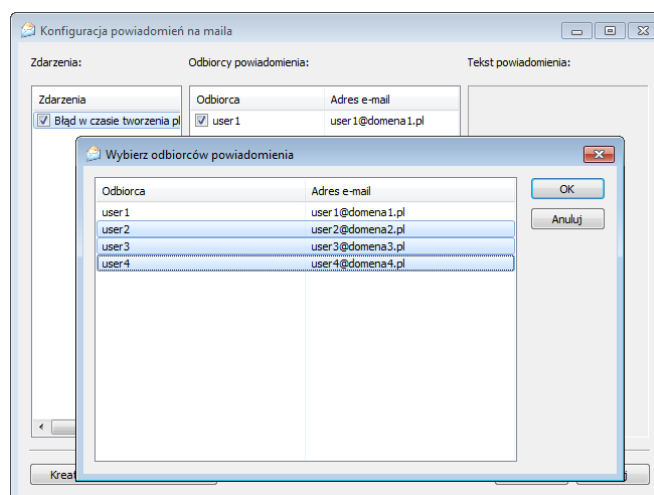 Konfiguracja powiadomień na maila
Zdarzenia: Odbiorcy powiadomienia: Tekst powiadomienia:
Zdarzenia Odbiorca Adres e-mail
Błąd w czasie tworzenia pl user1 user1@domena1.pl
Wybierz odbiorców powiadomienia
Odbiorca Adres e-mail OK
user1 user1@domena1.pl Anuluj
user2 user2@domena2.pl
user3 user3@domena3.pl
user4 user4@domena4.pl
Kreat